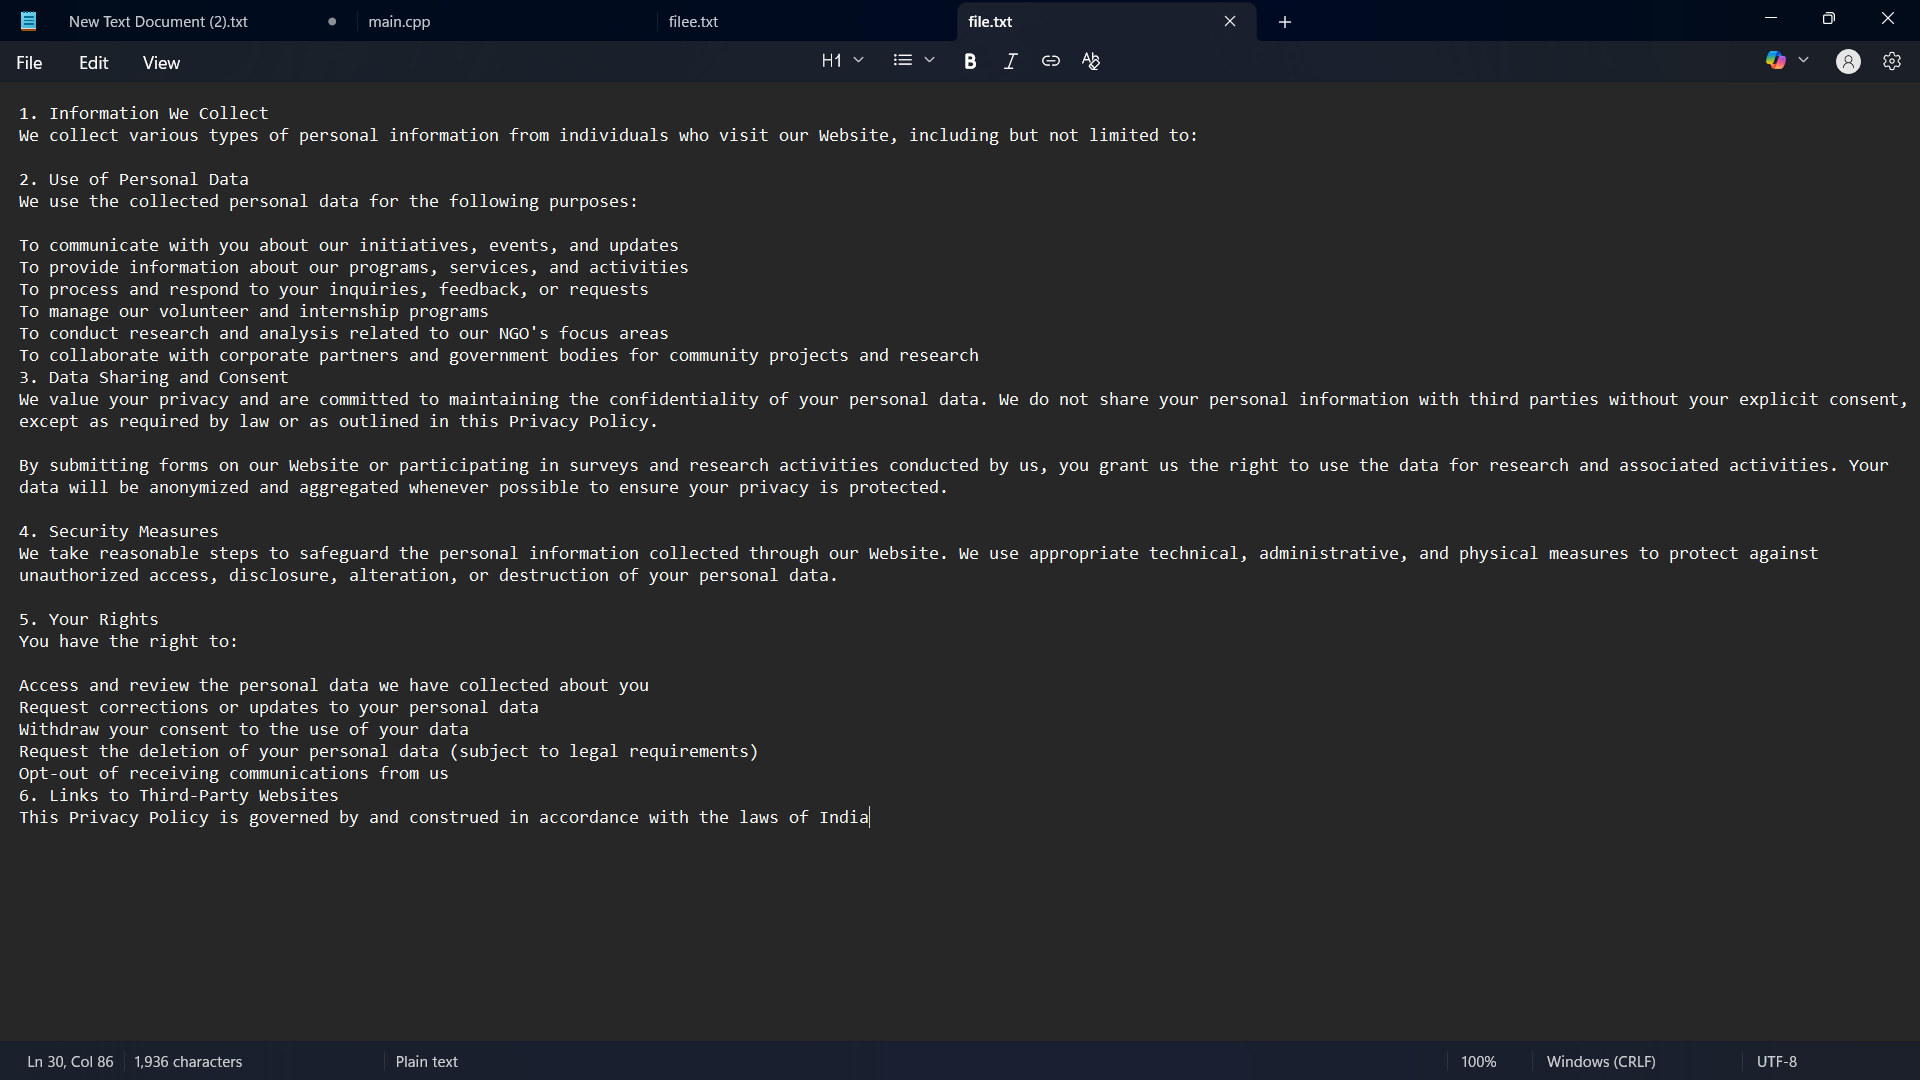 New Text Document (2).txt main.cpp filee.txt file.txt
File Edit View H1 B I
1. Information We Collect
We collect various types of personal information from individuals who visit our Website, including but not limited to:
2. Use of Personal Data
We use the collected personal data for the following purposes:
To communicate with you about our initiatives, events, and updates
To provide information about our programs, services, and activities
To process and respond to your inquiries, feedback, or requests
To manage our volunteer and internship programs
To conduct research and analysis related to our NGO's focus areas
To collaborate with corporate partners and government bodies for community projects and research
3. Data Sharing and Consent
We value your privacy and are committed to maintaining the confidentiality of your personal data. We do not share your personal information with third parties without your explicit consent,
except as required by law or as outlined in this Privacy Policy.
By submitting forms on our Website or participating in surveys and research activities conducted by us, you grant us the right to use the data for research and associated activities. Your
data will be anonymized and aggregated whenever possible to ensure your privacy is protected.
4. Security Measures
We take reasonable steps to safeguard the personal information collected through our Website. We use appropriate technical, administrative, and physical measures to protect against
unauthorized access, disclosure, alteration, or destruction of your personal data.
5. Your Rights
You have the right to:
Access and review the personal data we have collected about you
Request corrections or updates to your personal data
Withdraw your consent to the use of your data
Request the deletion of your personal data (subject to legal requirements)
Opt-out of receiving communications from us
6. Links to Third-Party Websites
This Privacy Policy is governed by and construed in accordance with the laws of India
Ln 30, Col 86 1,936 characters Plain text 100% Windows (CRLF) UTF-8